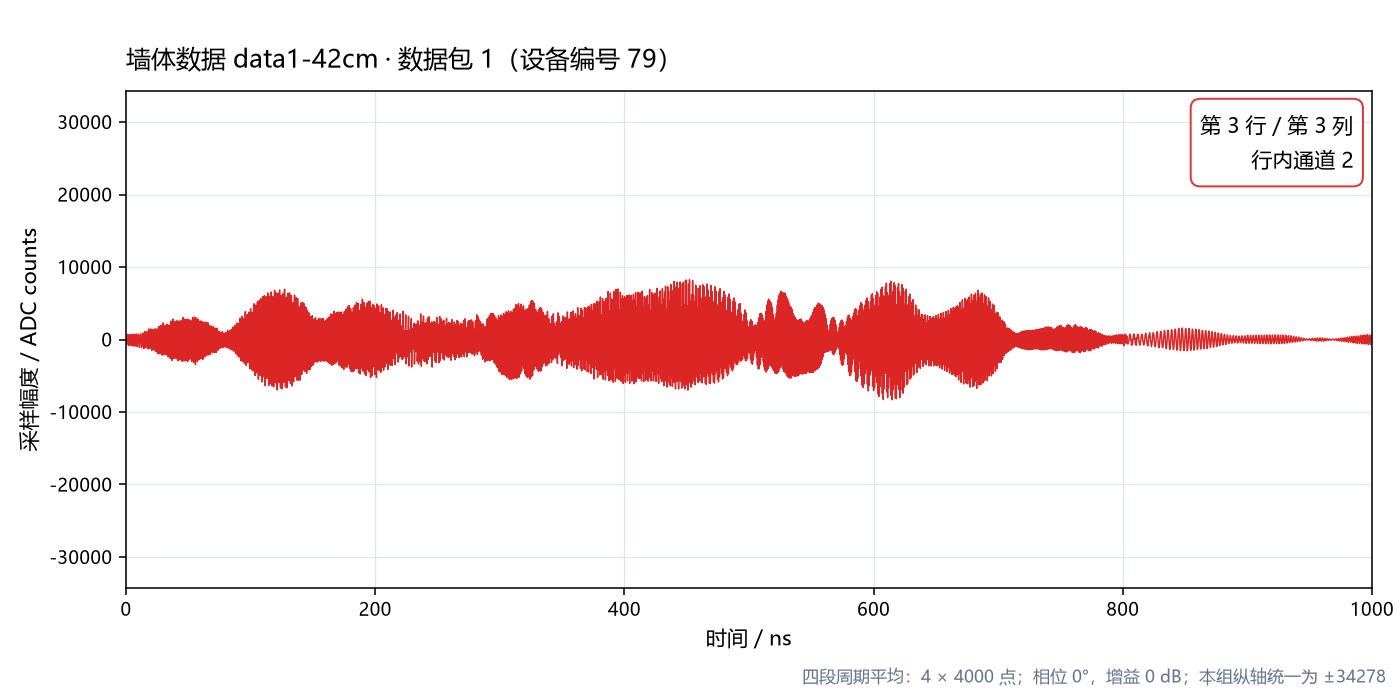 墙体数据 data1-42cm · 数据包 1（设备编号 79）
第 3 行 / 第 3 列
行内通道 2
采样幅度 / ADC counts
30000
20000
10000
0
-10000
-20000
-30000
0 200 400 600 800 1000
时间 / ns
四段周期平均：4 × 4000 点；相位 0°，增益 0 dB；本组纵轴统一为 ±34278